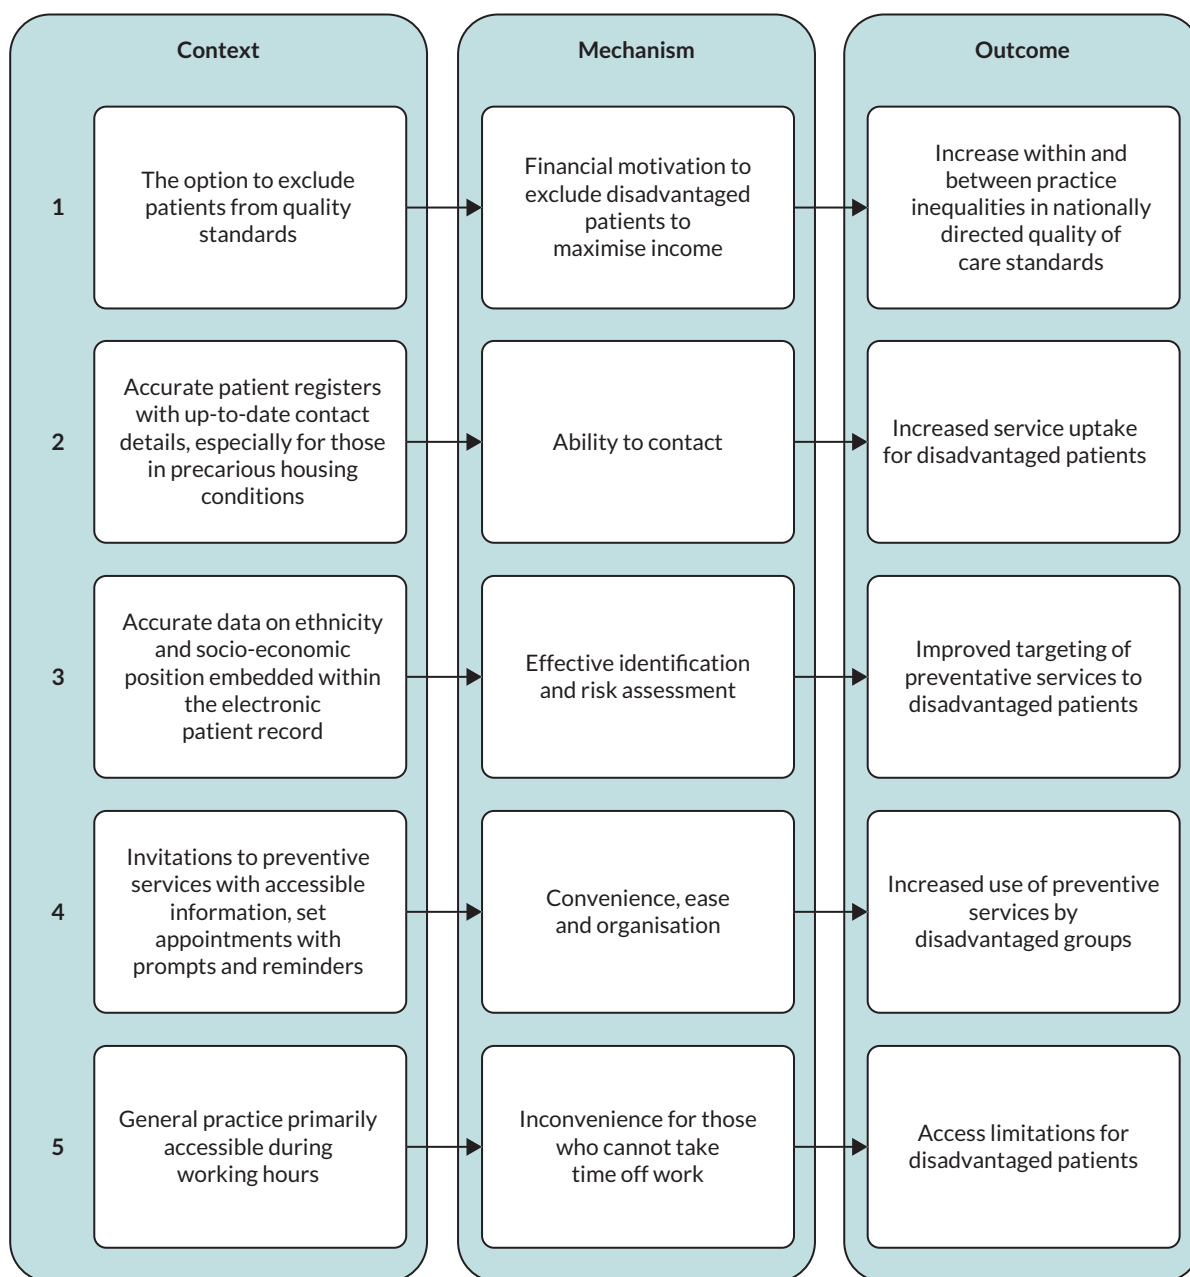 Context
Mechanism
Outcome
1
The option to exclude
patients from quality
standards
Financial motivation to
exclude disadvantaged
patients to
maximise income
Increase within and
between practice
inequalities in nationally
directed quality of
care standards
2
Accurate patient registers
with up-to-date contact
details, especially for those
in precarious housing
conditions
Ability to contact
Increased service uptake
for disadvantaged patients
3
Accurate data on ethnicity
and socio-economic
position embedded within
the electronic
patient record
Effective identification
and risk assessment
Improved targeting of
preventative services to
disadvantaged patients
4
Invitations to preventive
services with accessible
information, set
appointments with
prompts and reminders
Convenience, ease
and organisation
Increased use of preventive
services by
disadvantaged groups
5
General practice primarily
accessible during
working hours
Inconvenience for those
who cannot take
time off work
Access limitations for
disadvantaged patients